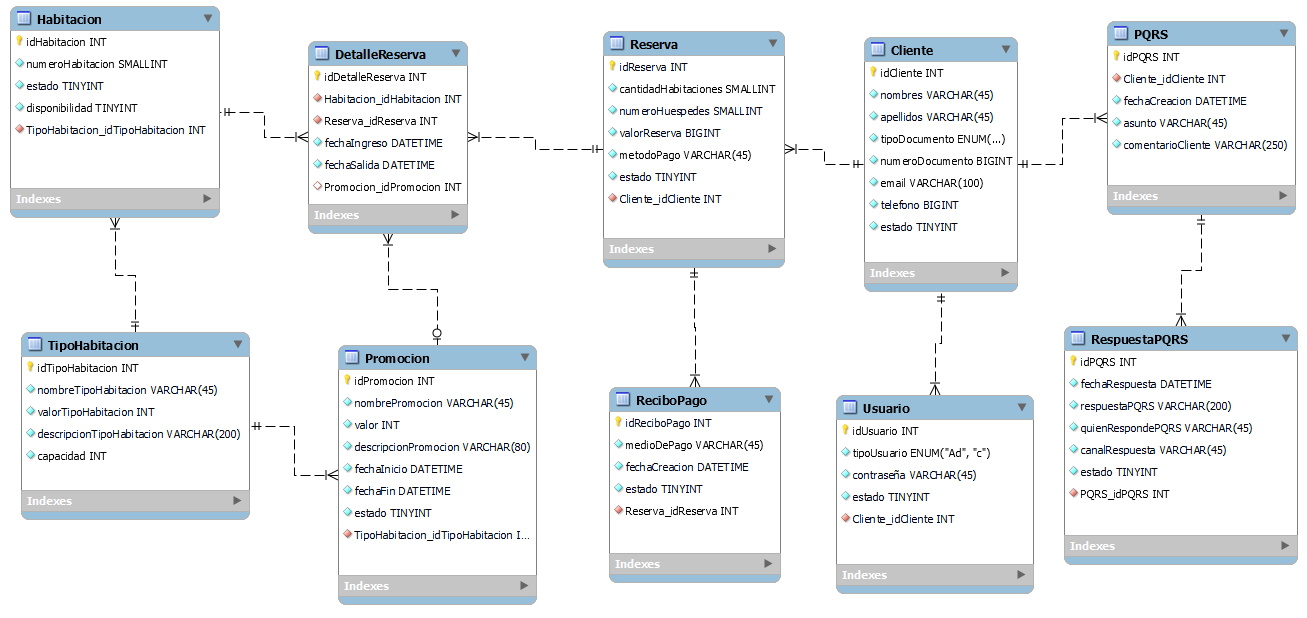 Habitacion
idHabitacion INT
numeroHabitacion SMALLINT
estado TINYINT
disponibilidad TINYINT
TipoHabitacion_idTipoHabitacion INT
Indexes
DetalleReserva
idDetalleReserva INT
Habitacion_idHabitacion INT
Reserva_idReserva INT
fechaIngreso DATETIME
fechaSalida DATETIME
Promocion_idPromocion INT
Indexes
Reserva
idReserva INT
cantidadHabitaciones SMALLINT
numeroHuespedes SMALLINT
valorReserva BIGINT
metodoPago VARCHAR(45)
estado TINYINT
Cliente_idCliente INT
Indexes
Cliente
idCliente INT
nombres VARCHAR(45)
apellidos VARCHAR(45)
tipoDocumento ENUM(...)
numeroDocumento BIGINT
email VARCHAR(100)
telefono BIGINT
estado TINYINT
Indexes
PQRS
idPQRS INT
Cliente_idCliente INT
fechaCreacion DATETIME
asunto VARCHAR(45)
comentarioCliente VARCHAR(250)
Indexes
TipoHabitacion
idTipoHabitacion INT
nombreTipoHabitacion VARCHAR(45)
valorTipoHabitacion INT
descripcionTipoHabitacion VARCHAR(200)
capacidad INT
Indexes
Promocion
idPromocion INT
nombrePromocion VARCHAR(45)
valor INT
descripcionPromocion VARCHAR(80)
fechaInicio DATETIME
fechaFin DATETIME
estado TINYINT
TipoHabitacion_idTipoHabitacion I...
Indexes
ReciboPago
idReciboPago INT
medioDePago VARCHAR(45)
fechaCreacion DATETIME
estado TINYINT
Reserva_idReserva INT
Indexes
Usuario
idUsuario INT
tipoUsuario ENUM("Ad", "c")
contraseña VARCHAR(45)
estado TINYINT
Cliente_idCliente INT
Indexes
RespuestaPQRS
idPQRS INT
fechaRespuesta DATETIME
respuestaPQRS VARCHAR(200)
quienRespondePQRS VARCHAR(45)
canalRespuesta VARCHAR(45)
estado TINYINT
PQRS_idPQRS INT
Indexes